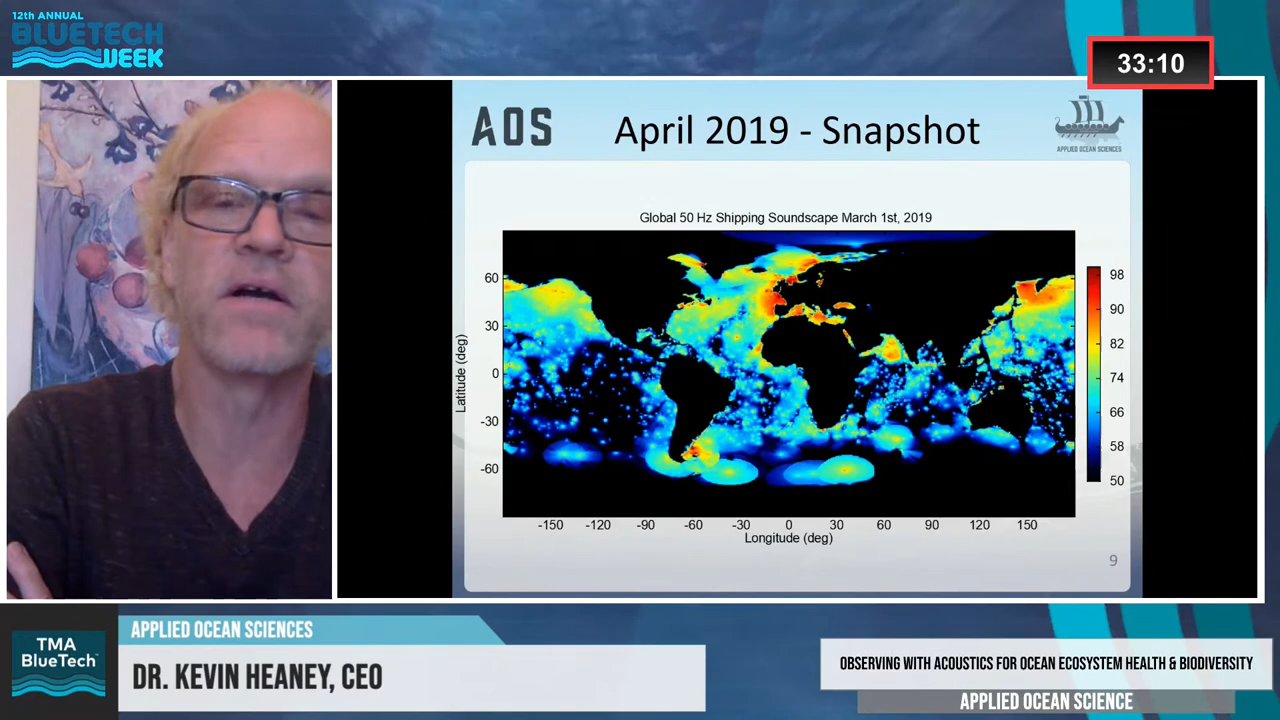 12th ANNUAL
BLUETECH
WEEK
33:10
AOS
April 2019 - Snapshot
APPLIED OCEAN SCIENCES
Global 50 Hz Shipping Soundscape March 1st, 2019
60
30
0
-30
-60
Latitude (deg)
-150 -120 -90 -60 -30 0 30 60 90 120 150
Longitude (deg)
98
90
82
74
66
58
50
9
TMA
BlueTech™
APPLIED OCEAN SCIENCES
DR. KEVIN HEANEY, CEO
OBSERVING WITH ACOUSTICS FOR OCEAN ECOSYSTEM HEALTH & BIODIVERSITY
APPLIED OCEAN SCIENCE